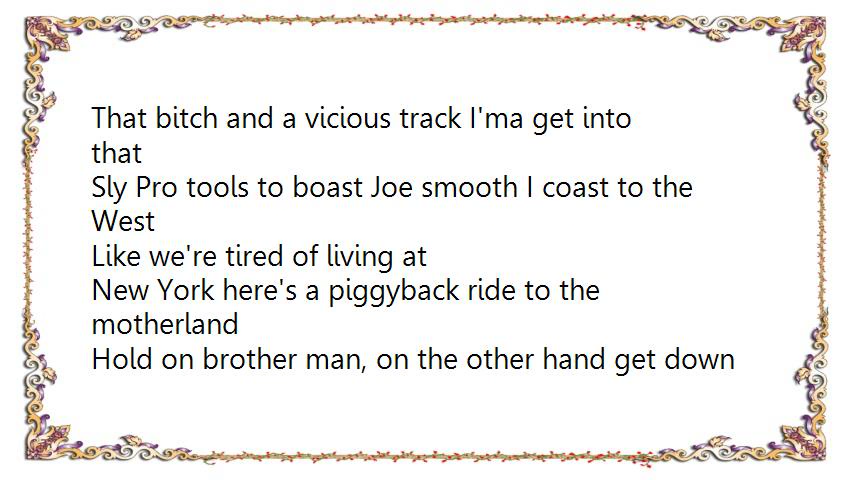 That bitch and a vicious track I'ma get into
that
Sly Pro tools to boast Joe smooth I coast to the
West
Like we're tired of living at
New York here's a piggyback ride to the
motherland
Hold on brother man, on the other hand get down